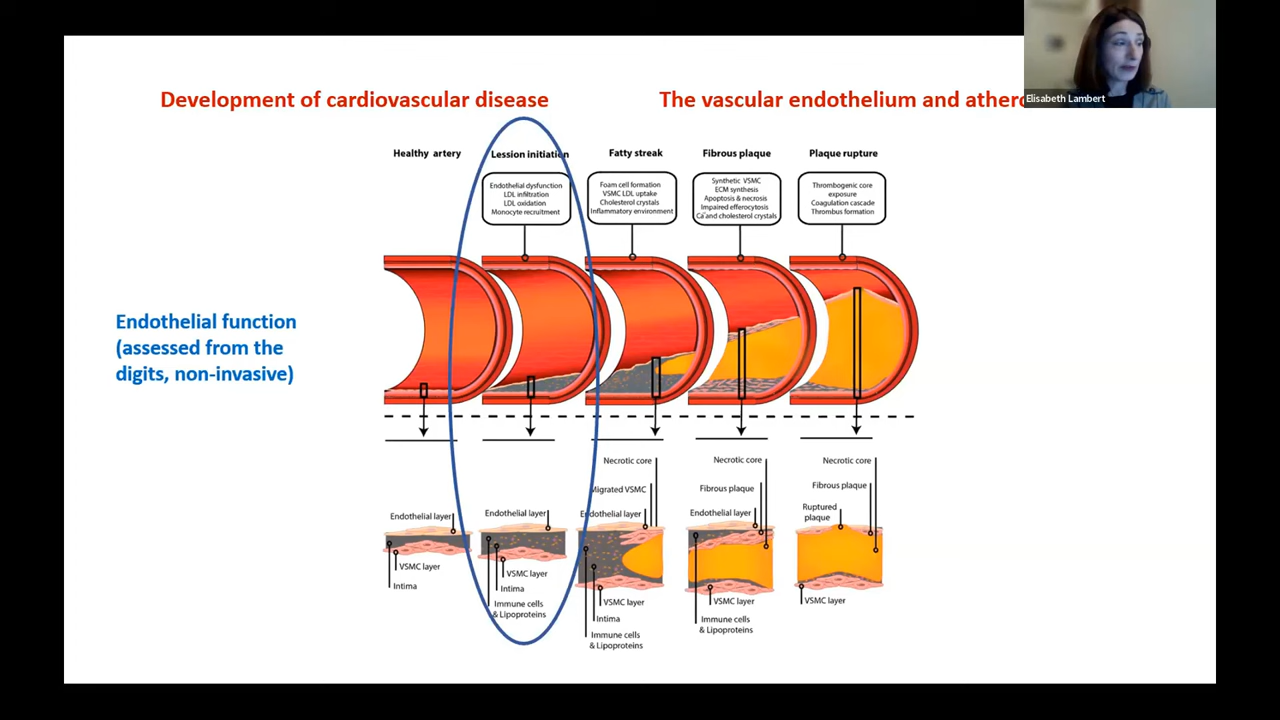 Development of cardiovascular disease
The vascular endothelium and athero
Elisabeth Lambert
Healthy artery
Lession initiation
Fatty streak
Fibrous plaque
Plaque rupture
Endothelial dysfunction
LDL infiltration
LDL oxidation
Monocyte recruitment
Foam cell formation
VSMC LDL uptake
Cholesterol crystals
Inflammatory environment
Synthetic VSMC
ECM synthesis
Apoptosis & necrosis
Impaired efferocytosis
Ca and cholesterol crystals
Thrombogenic core
exposure
Coagulation cascade
Thrombus formation
Endothelial function
(assessed from the
digits, non-invasive)
Endothelial layer
VSMC layer
Intima
Endothelial layer
VSMC layer
Intima
Immune cells
& Lipoproteins
Necrotic core
Migrated VSMC
Endothelial layer
VSMC layer
Intima
Immune cells
& Lipoproteins
Necrotic core
Fibrous plaque
Endothelial layer
VSMC layer
Immune cells
& Lipoproteins
Necrotic core
Fibrous plaque
Ruptured
plaque
VSMC layer